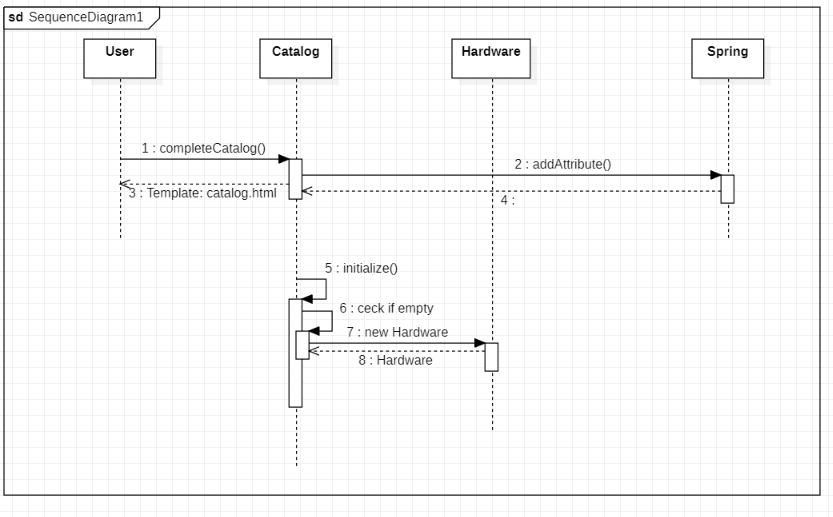 sd SequenceDiagram1
User
Catalog
Hardware
Spring
1 : completeCatalog()
2 : addAttribute()
3 : Template: catalog.html
4 :
5 : initialize()
6 : ceck if empty
7 : new Hardware
8 : Hardware